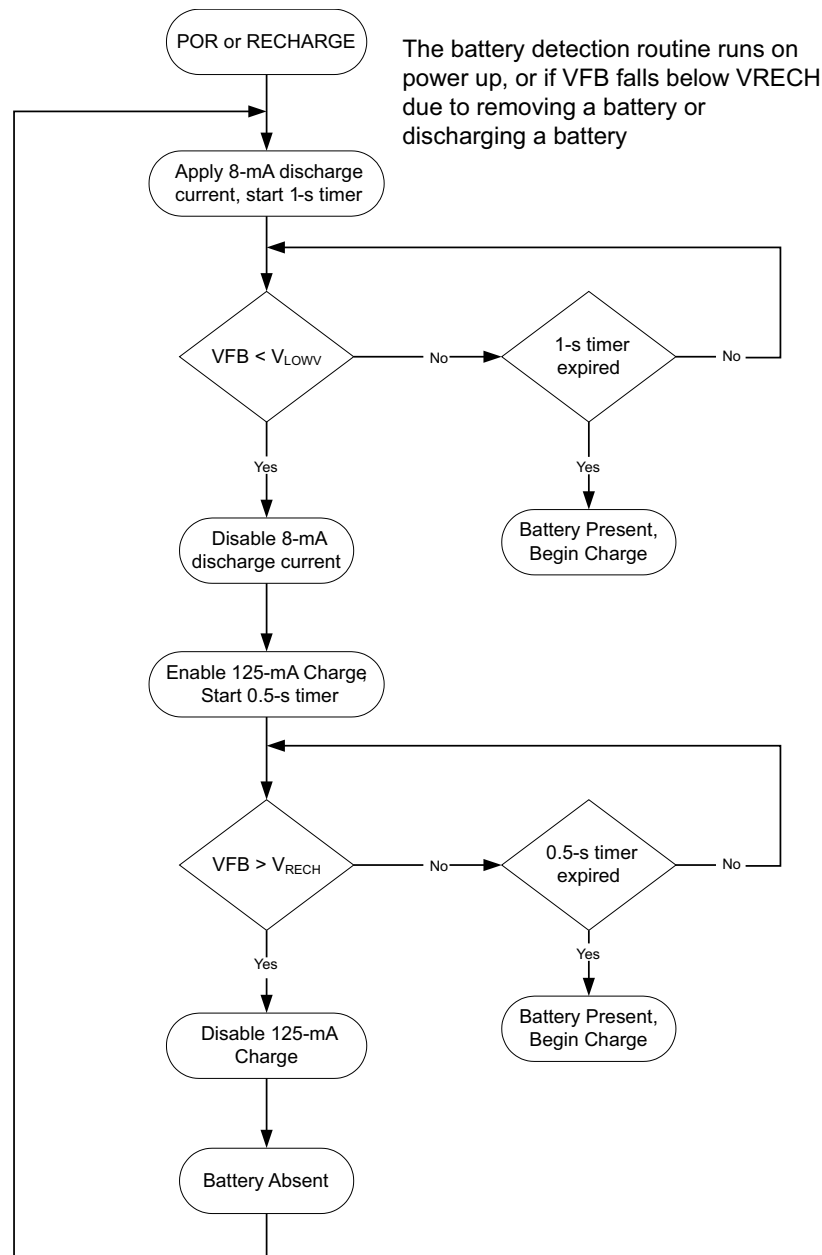 POR or RECHARGE
The battery detection routine runs on
power up, or if VFB falls below VRECH
due to removing a battery or
discharging a battery
Apply 8-mA discharge
current, start 1-s timer
VFB < VLOWV
No
1-s timer
expired
No
Yes
Yes
Disable 8-mA
discharge current
Battery Present,
Begin Charge
Enable 125-mA Charge,
Start 0.5-s timer
VFB > VRECH
No
0.5-s timer
expired
No
Yes
Yes
Disable 125-mA
Charge
Battery Present,
Begin Charge
Battery Absent